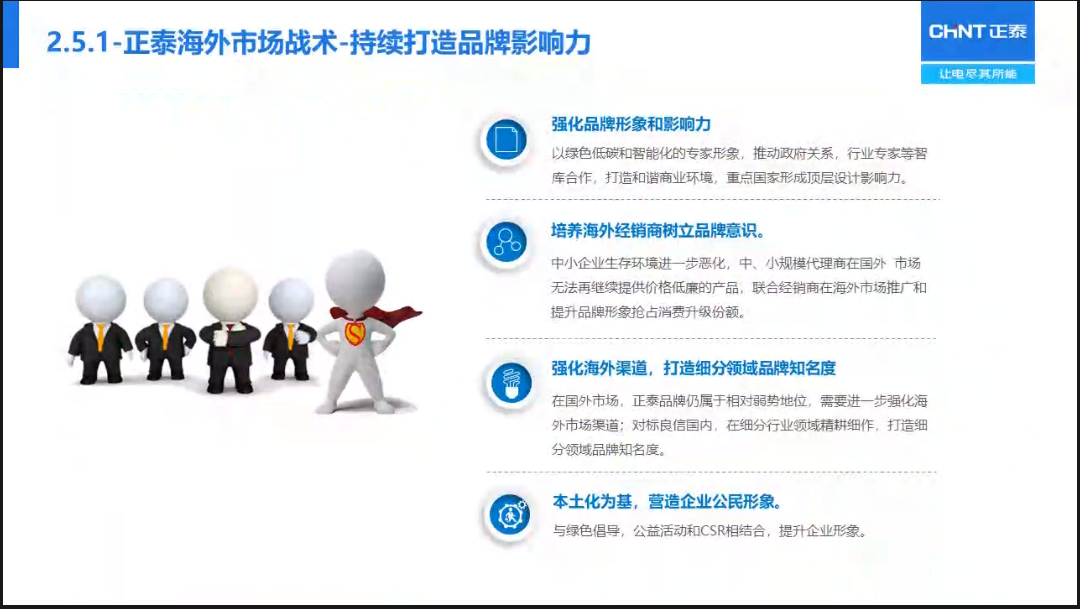 2.5.1-正泰海外市场战术-持续打造品牌影响力
CHNT 正泰
让电尽其所能
强化品牌形象和影响力
以绿色低碳和智能化的专家形象，推动政府关系，行业专家等智
库合作，打造和谐商业环境，重点国家形成顶层设计影响力。
培养海外经销商树立品牌意识。
中小企业生存环境进一步恶化，中、小规模代理商在国外 市场
无法再继续提供价格低廉的产品，联合经销商在海外市场推广和
提升品牌形象抢占消费升级份额。
S
强化海外渠道，打造细分领域品牌知名度
在国外市场，正泰品牌仍属于相对弱势地位，需要进一步强化海
外市场渠道；对标良信国内，在细分行业领域精耕细作，打造细
分领域品牌知名度。
本土化为基，营造企业公民形象。
与绿色倡导，公益活动和CSR相结合，提升企业形象。